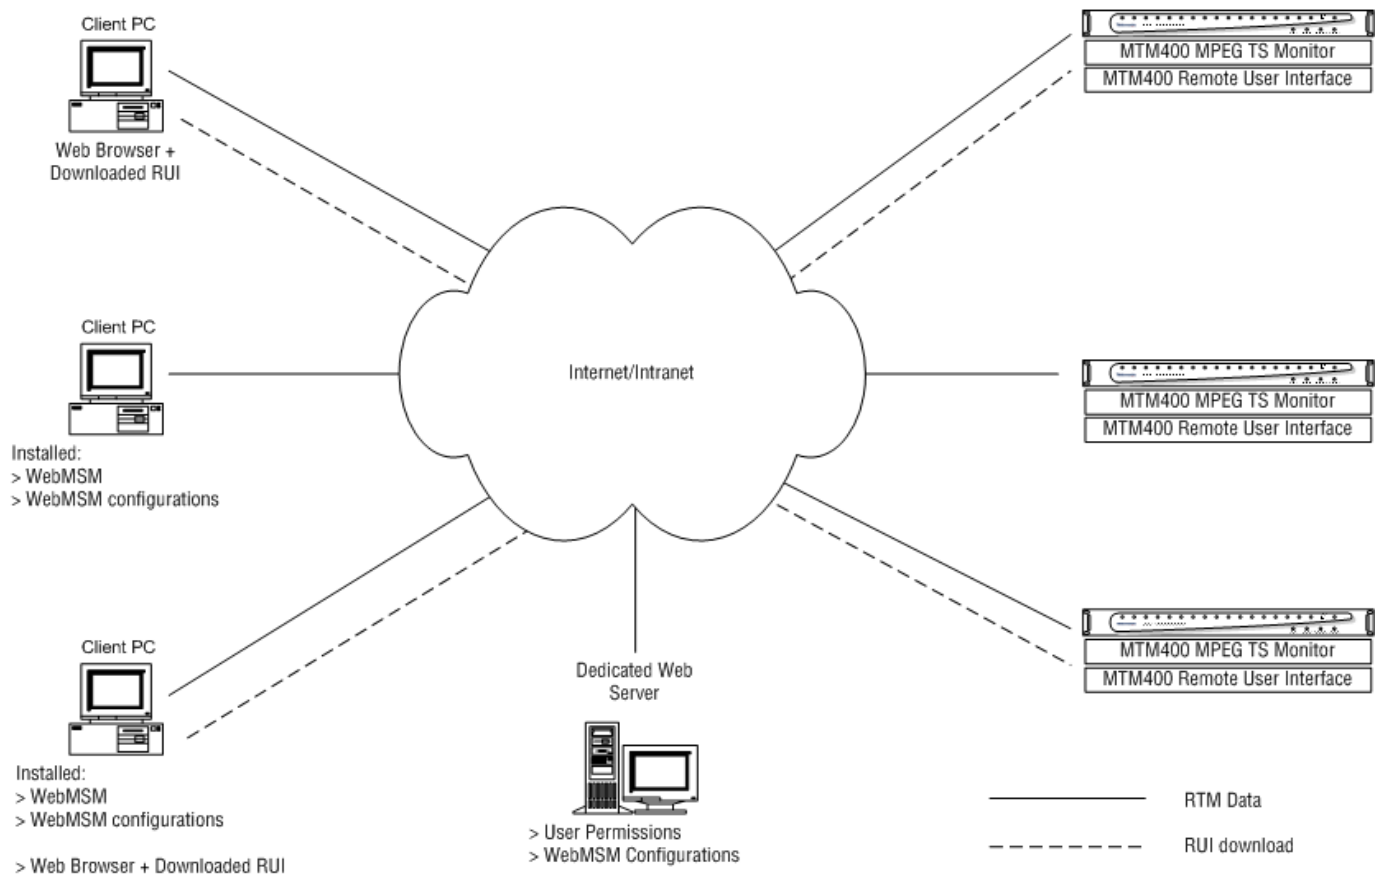 Client PC
Web Browser +
Downloaded RUI
MTM400 MPEG TS Monitor
MTM400 Remote User Interface
Client PC
Installed:
> WebMSM
> WebMSM configurations
Internet/Intranet
MTM400 MPEG TS Monitor
MTM400 Remote User Interface
Client PC
Installed:
> WebMSM
> WebMSM configurations
> Web Browser + Downloaded RUI
Dedicated Web
Server
> User Permissions
> WebMSM Configurations
MTM400 MPEG TS Monitor
MTM400 Remote User Interface
RTM Data
RUI download